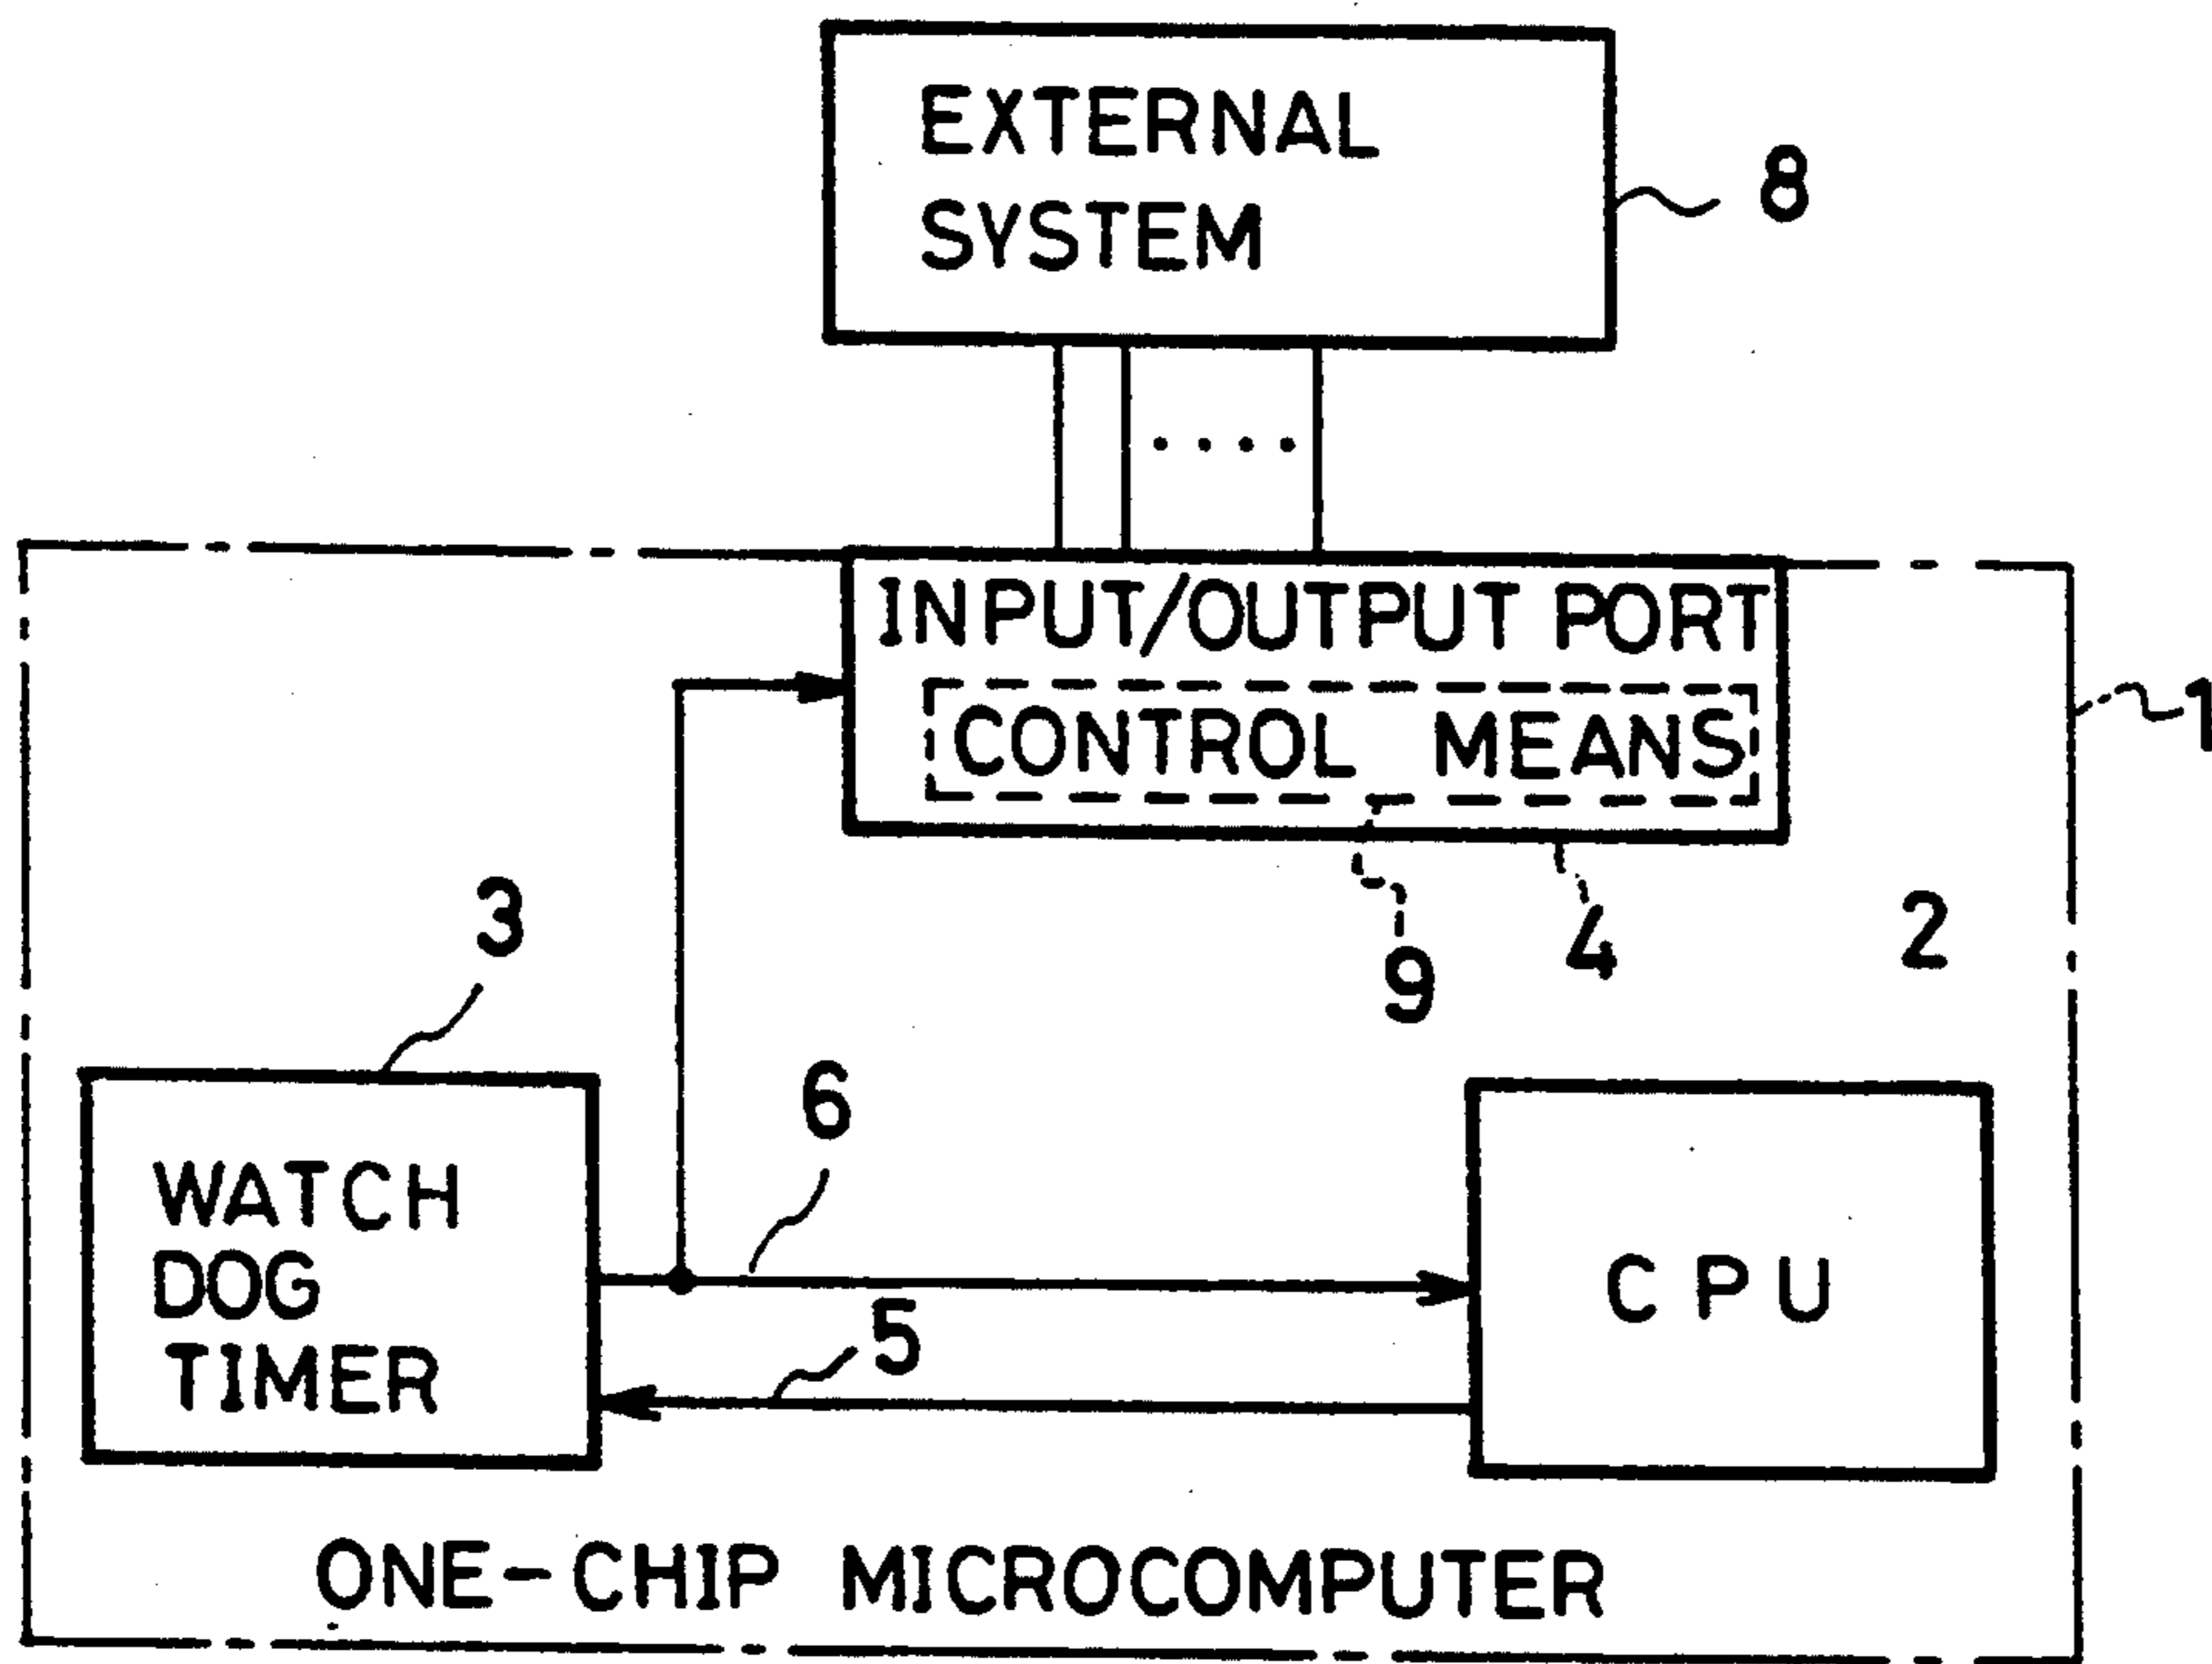 EXTERNAL
SYSTEM
8
INPUT/OUTPUT PORT
CONTROL MEANS
1
3
9
4
2
6
WATCH
DOG
TIMER
5
C P U
ONE-CHIP MICROCOMPUTER